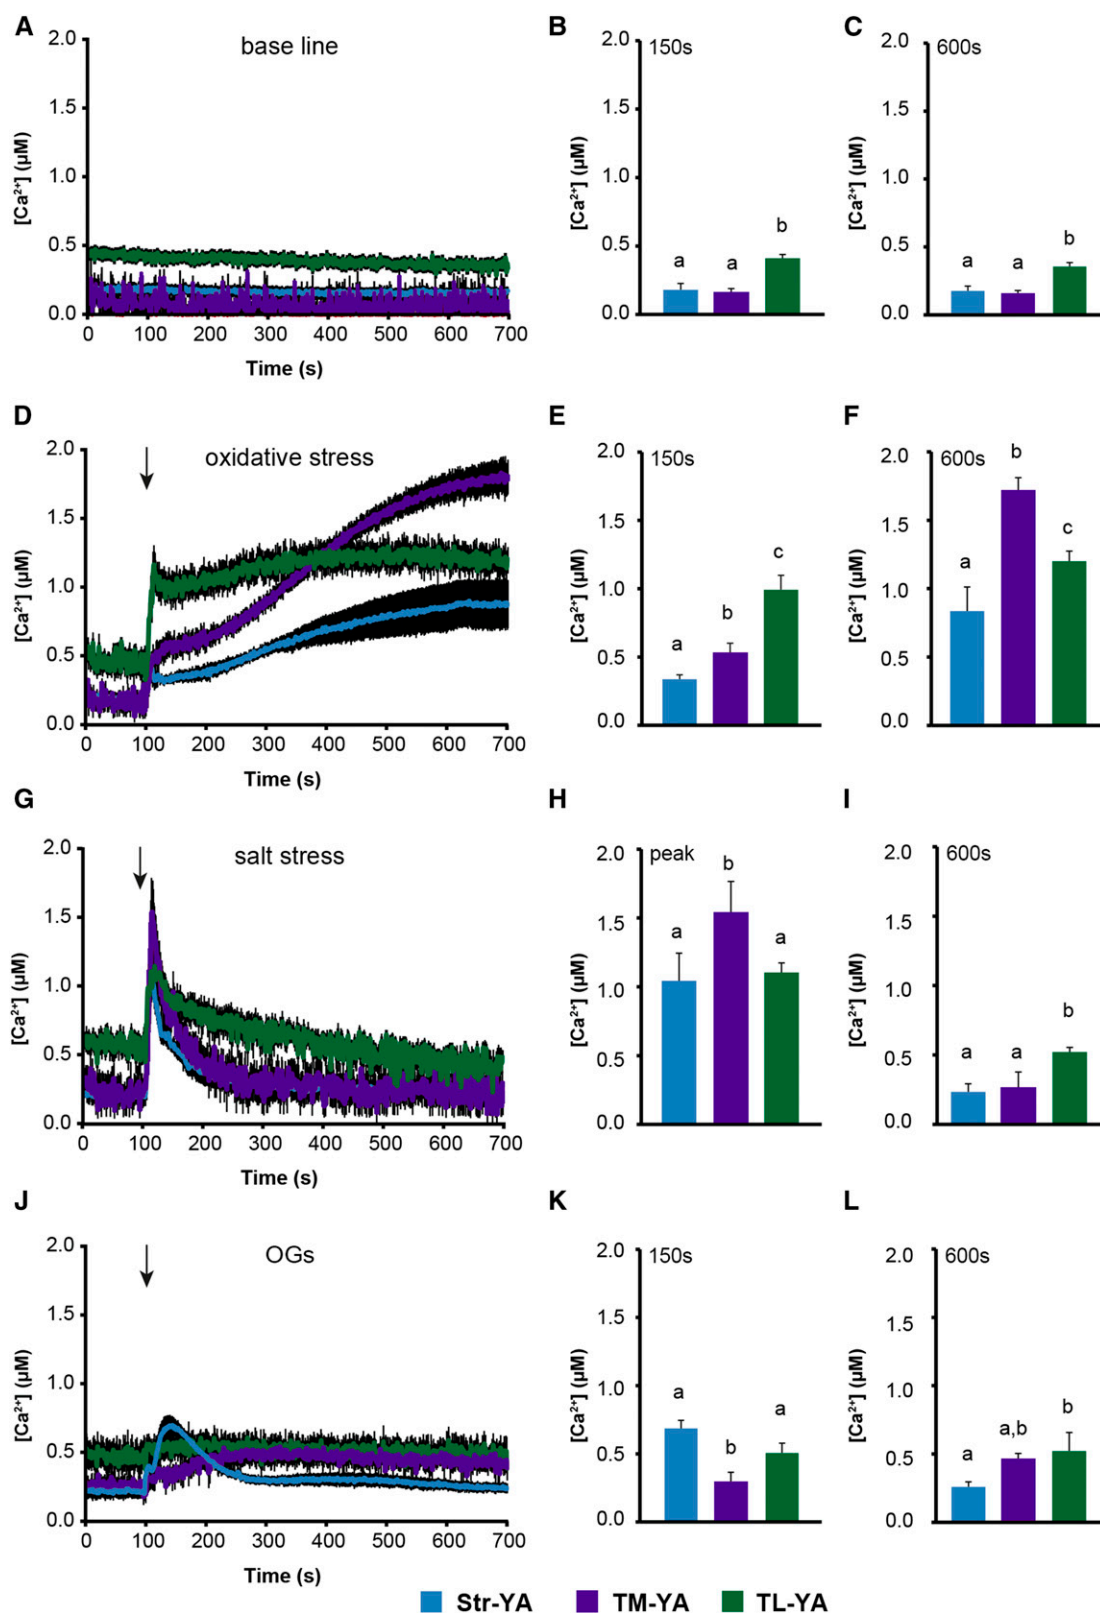 A
base line
2.0
1.5
1.0
0.5
0.0
[Ca²⁺] (µM)
0 100 200 300 400 500 600 700
Time (s)
B
150s
2.0
1.5
1.0
0.5
0.0
[Ca²⁺] (µM)
a a b
C
600s
2.0
1.5
1.0
0.5
0.0
[Ca²⁺] (µM)
a a b
D
oxidative stress
2.0
1.5
1.0
0.5
0.0
[Ca²⁺] (µM)
0 100 200 300 400 500 600 700
Time (s)
E
150s
2.0
1.5
1.0
0.5
0.0
[Ca²⁺] (µM)
a b c
F
600s
2.0
1.5
1.0
0.5
0.0
[Ca²⁺] (µM)
a b c
G
salt stress
2.0
1.5
1.0
0.5
0.0
[Ca²⁺] (µM)
0 100 200 300 400 500 600 700
Time (s)
H
peak
2.0
1.5
1.0
0.5
0.0
[Ca²⁺] (µM)
a b a
I
600s
2.0
1.5
1.0
0.5
0.0
[Ca²⁺] (µM)
a a b
J
OGs
2.0
1.5
1.0
0.5
0.0
[Ca²⁺] (µM)
0 100 200 300 400 500 600 700
Time (s)
K
150s
2.0
1.5
1.0
0.5
0.0
[Ca²⁺] (µM)
a b a
L
600s
2.0
1.5
1.0
0.5
0.0
[Ca²⁺] (µM)
a a,b b
Str-YA TM-YA TL-YA